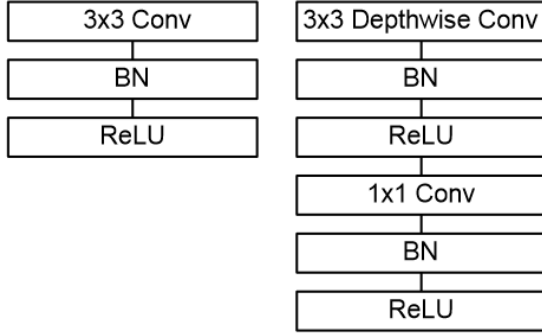 3x3 Conv
BN
ReLU
3x3 Depthwise Conv
BN
ReLU
1x1 Conv
BN
ReLU